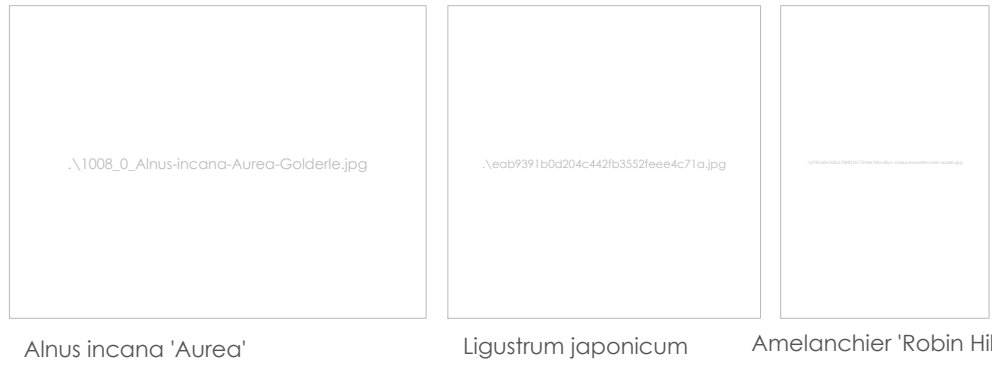 .\1008_0_Alnus-incana-Aurea-Golderle.jpg
.\eab9391b0d204c442fb3552feee4c71a.jpg
Alnus incana 'Aurea'
Ligustrum japonicum
Amelanchier 'Robin Hil